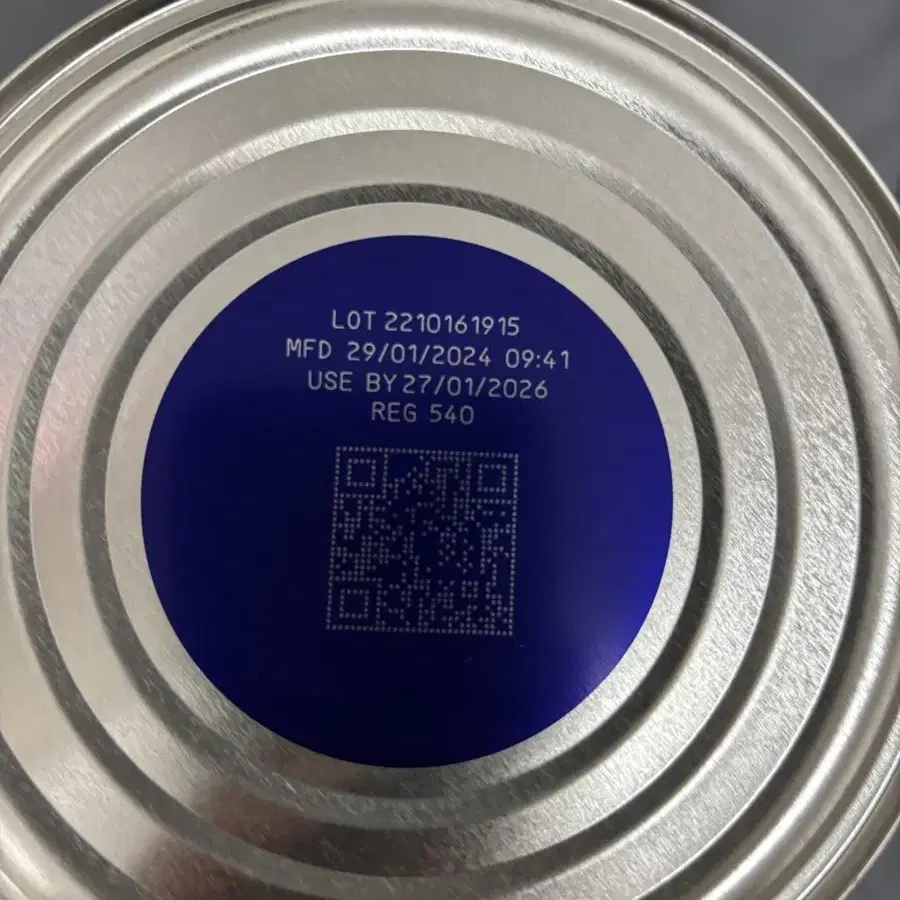 LOT 2210161915
MFD 29/01/2024 09:41
USE BY 27/01/2026
REG 540